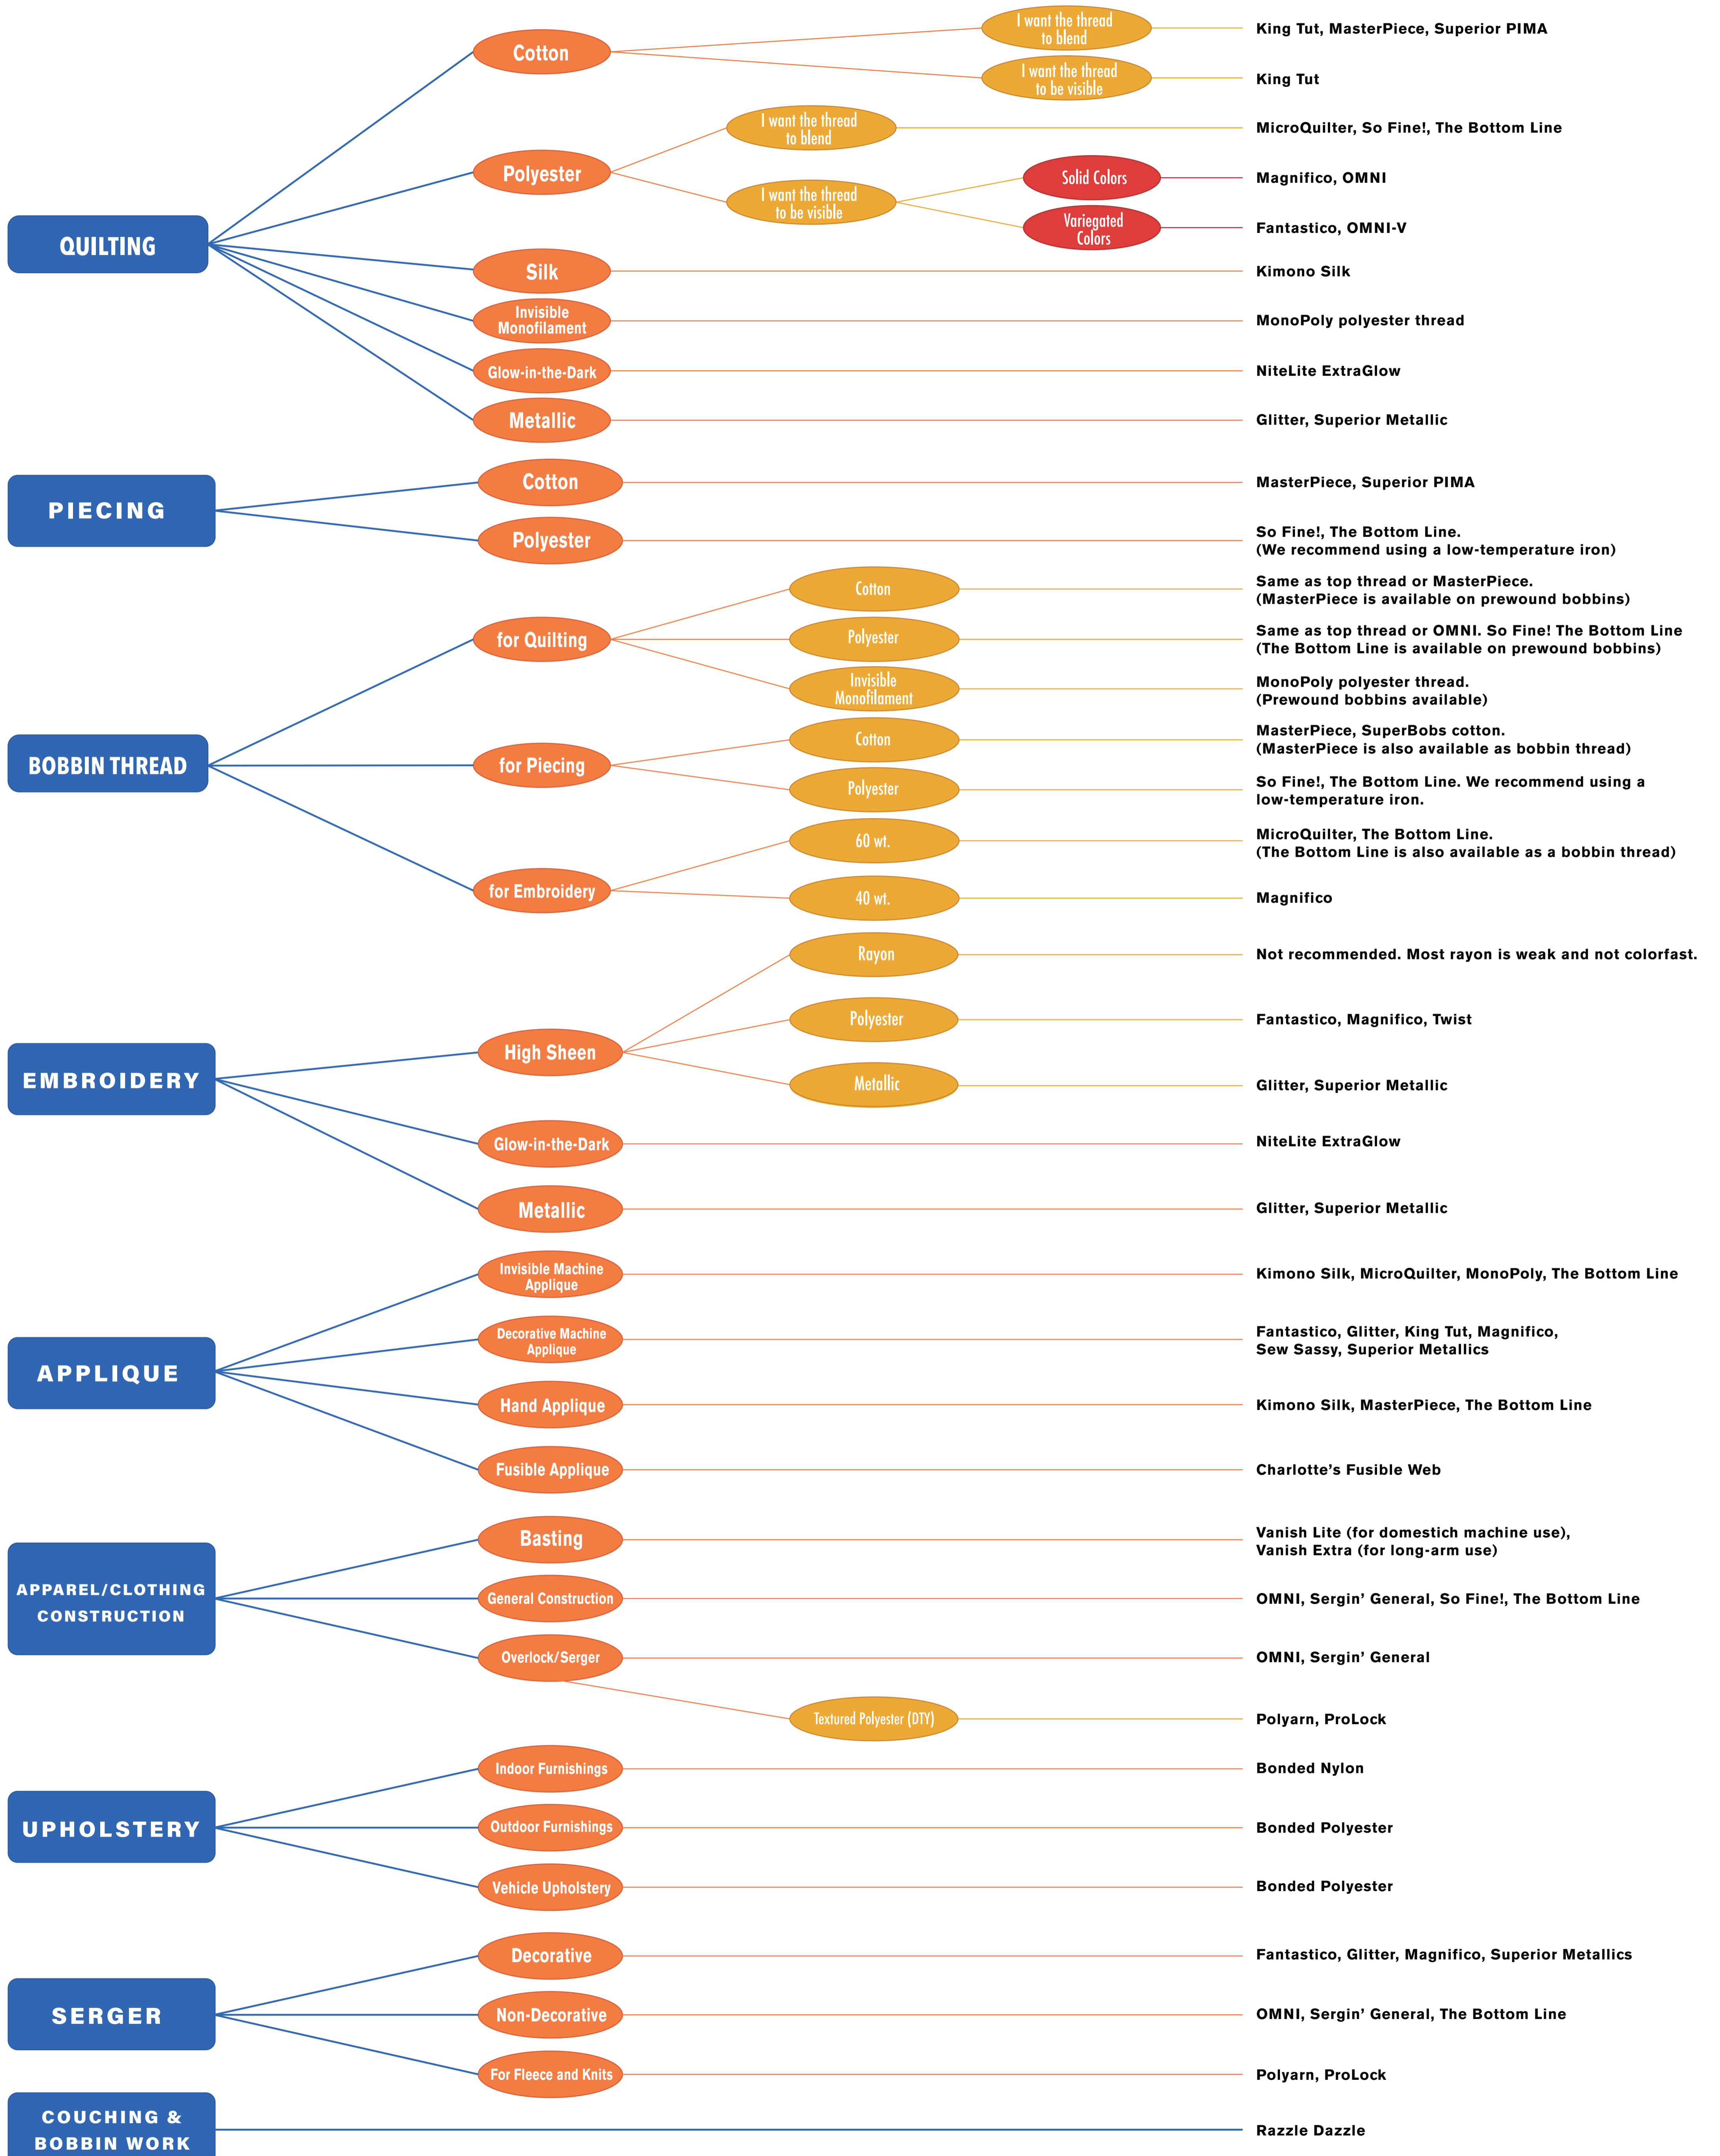 QUILTING
Cotton
I want the thread
to blend
King Tut, MasterPiece, Superior PIMA
I want the thread
to be visible
King Tut
Polyester
I want the thread
to blend
MicroQuilter, So Fine!, The Bottom Line
I want the thread
to be visible
Solid Colors
Magnifico, OMNI
Variegated
Colors
Fantastico, OMNI-V
Silk
Kimono Silk
Invisible
Monofilament
MonoPoly polyester thread
Glow-in-the-Dark
NiteLite ExtraGlow
Metallic
Glitter, Superior Metallic
PIECING
Cotton
MasterPiece, Superior PIMA
Polyester
So Fine!, The Bottom Line.
(We recommend using a low-temperature iron)
BOBBIN THREAD
for Quilting
Cotton
Same as top thread or MasterPiece.
(MasterPiece is available on prewound bobbins)
Polyester
Same as top thread or OMNI. So Fine! The Bottom Line
(The Bottom Line is available on prewound bobbins)
Invisible
Monofilament
MonoPoly polyester thread.
(Prewound bobbins available)
for Piecing
Cotton
MasterPiece, SuperBobs cotton.
(MasterPiece is also available as bobbin thread)
Polyester
So Fine!, The Bottom Line. We recommend using a
low-temperature iron.
for Embroidery
60 wt.
MicroQuilter, The Bottom Line.
(The Bottom Line is also available as a bobbin thread)
40 wt.
Magnifico
EMBROIDERY
High Sheen
Rayon
Not recommended. Most rayon is weak and not colorfast.
Polyester
Fantastico, Magnifico, Twist
Metallic
Glitter, Superior Metallic
Glow-in-the-Dark
NiteLite ExtraGlow
Metallic
Glitter, Superior Metallic
APPLIQUE
Invisible Machine
Applique
Kimono Silk, MicroQuilter, MonoPoly, The Bottom Line
Decorative Machine
Applique
Fantastico, Glitter, King Tut, Magnifico,
Sew Sassy, Superior Metallics
Hand Applique
Kimono Silk, MasterPiece, The Bottom Line
Fusible Applique
Charlotte’s Fusible Web
APPAREL/CLOTHING
CONSTRUCTION
Basting
Vanish Lite (for domestich machine use),
Vanish Extra (for long-arm use)
General Construction
OMNI, Sergin’ General, So Fine!, The Bottom Line
Overlock/Serger
OMNI, Sergin’ General
Textured Polyester (DTY)
Polyarn, ProLock
UPHOLSTERY
Indoor Furnishings
Bonded Nylon
Outdoor Furnishings
Bonded Polyester
Vehicle Upholstery
Bonded Polyester
SERGER
Decorative
Fantastico, Glitter, Magnifico, Superior Metallics
Non-Decorative
OMNI, Sergin’ General, The Bottom Line
For Fleece and Knits
Polyarn, ProLock
COUCHING &
BOBBIN WORK
Razzle Dazzle